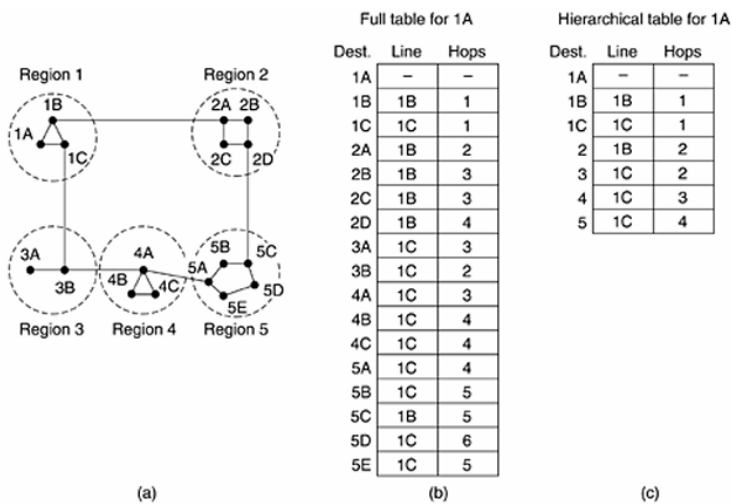 Full table for 1A
Hierarchical table for 1A
Dest. Line Hops
Dest. Line Hops
Region 1
Region 2
1A
1B
1C
2A
2B
2C
2D
3A
3B
4A
4B
4C
5A
5B
5C
5D
5E
Region 3
Region 4
Region 5
(a)
1A – –
1B 1B 1
1C 1C 1
2A 1B 2
2B 1B 3
2C 1B 3
2D 1B 4
3A 1C 3
3B 1C 2
4A 1C 3
4B 1C 4
4C 1C 4
5A 1C 4
5B 1C 5
5C 1B 5
5D 1C 6
5E 1C 5
(b)
1A – –
1B 1B 1
1C 1C 1
2 1B 2
3 1C 2
4 1C 3
5 1C 4
(c)